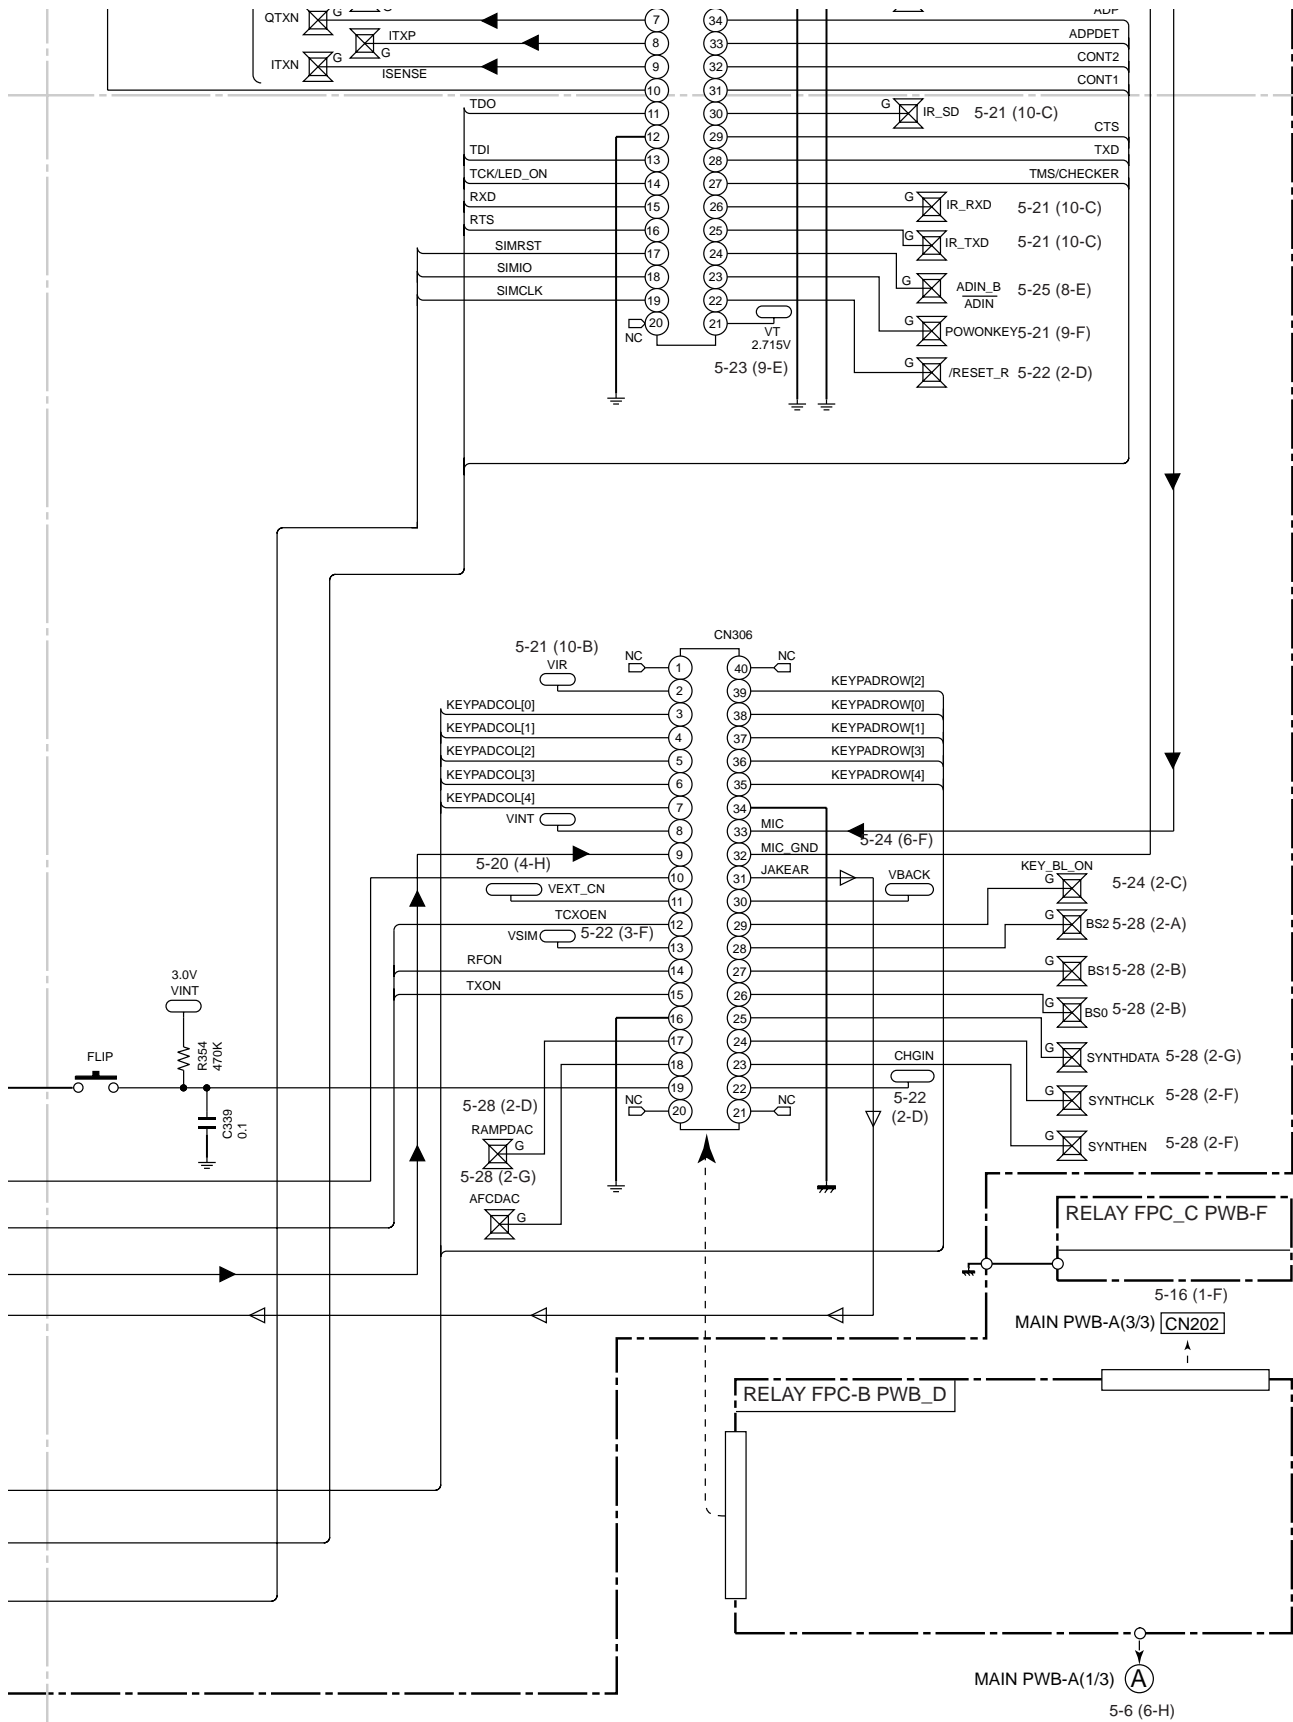 QTXN G G 7 34 ADP
ITXP 8 33 ADPDET
G
ITXN G ISENSE 9 32 CONT2
10 31 CONT1
TDO 11 30 G IR_SD 5-21 (10-C)
12 29 CTS
TDI 13 28 TXD
TCK/LED_ON 14 27 TMS/CHECKER
RXD 15 26 G IR_RXD 5-21 (10-C)
RTS 16 25 G IR_TXD 5-21 (10-C)
SIMRST 17 24
SIMIO 18 23 G ADIN_B 5-25 (8-E)
ADIN
SIMCLK 19 22
NC 20 21 VT G POWONKEY 5-21 (9-F)
2.715V
5-23 (9-E) G /RESET_R 5-22 (2-D)
CN306
5-21 (10-B) NC 1 40 NC
VIR 2 39 KEYPADROW[2]
KEYPADCOL[0] 3 38 KEYPADROW[0]
KEYPADCOL[1] 4 37 KEYPADROW[1]
KEYPADCOL[2] 5 36 KEYPADROW[3]
KEYPADCOL[3] 6 35 KEYPADROW[4]
KEYPADCOL[4] 7 34
VINT 8 33 MIC 5-24 (6-F)
9 32 MIC_GND
5-20 (4-H) 10 31 JAKEAR VBACK
KEY_BL_ON G 5-24 (2-C)
VEXT_CN 11 30
TCXOEN 12 29 G BS2 5-28 (2-A)
VSIM 5-22 (3-F) 13 28
RFON 14 27 G BS1 5-28 (2-B)
TXON 15 26 G BS0 5-28 (2-B)
16 25
17 24 G SYNTHDATA 5-28 (2-G)
18 23 CHGIN
19 22 5-22
(2-D)
G SYNTHCLK 5-28 (2-F)
NC 20 21 NC
G SYNTHEN 5-28 (2-F)
3.0V
VINT
R354
470K
FLIP
C339
0.1
5-28 (2-D)
RAMPDAC
G
5-28 (2-G)
AFCDAC
G
RELAY FPC_C PWB-F
5-16 (1-F)
MAIN PWB-A(3/3) CN202
RELAY FPC-B PWB_D
MAIN PWB-A(1/3) A
5-6 (6-H)